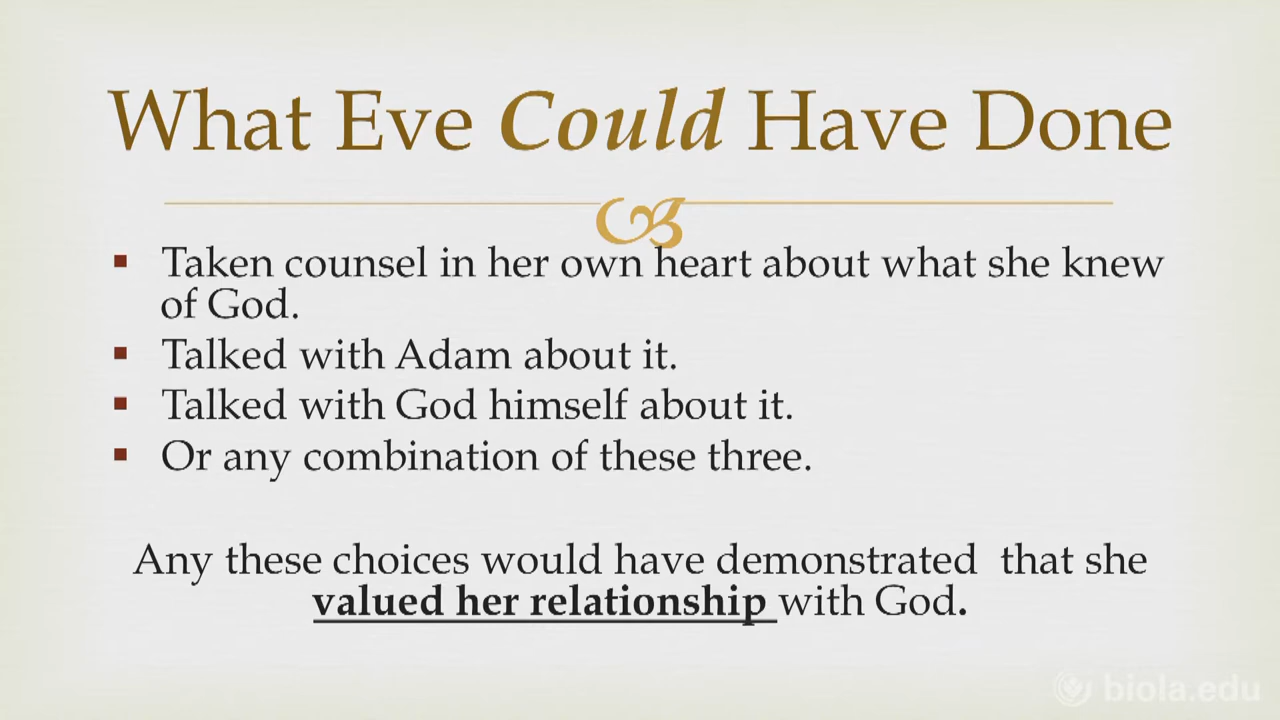 What Eve Could Have Done
Taken counsel in her own heart about what she knew
of God.
Talked with Adam about it.
Talked with God himself about it.
Or any combination of these three.
Any these choices would have demonstrated  that she
valued her relationship with God.
biola.edu